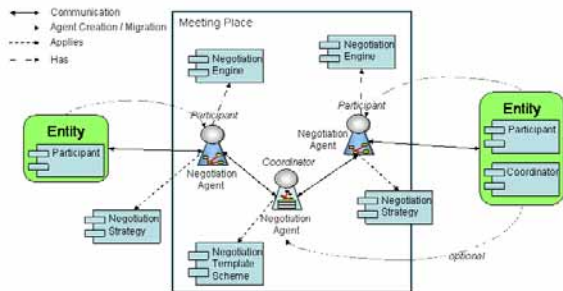 Communication
Agent Creation / Migration
Applies
Has
Meeting Place
Negotiation
Engine
Negotiation
Engine
Participant
Participant
Entity
Participant
Negotiation
Agent
Coordinator
Negotiation
Agent
Entity
Participant
Coordinator
Negotiation
Strategy
Negotiation
Agent
Negotiation
Strategy
Negotiation
Template
Scheme
optional